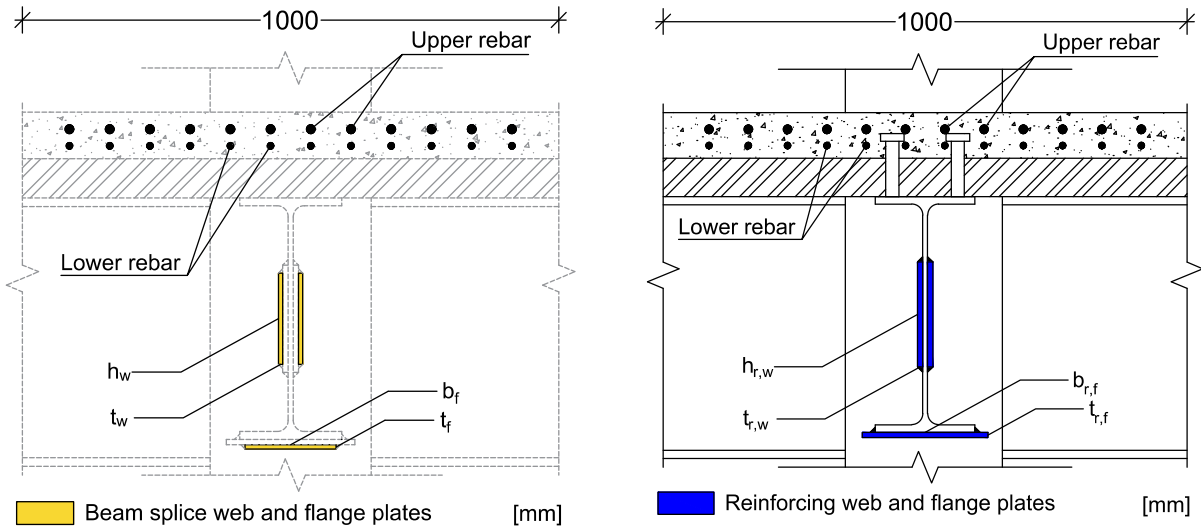 1000
Upper rebar
Lower rebar
hw
tw
bf
tf
Beam splice web and flange plates
[mm]
1000
Upper rebar
Lower rebar
hr,w
tr,w
br,f
tr,f
Reinforcing web and flange plates
[mm]